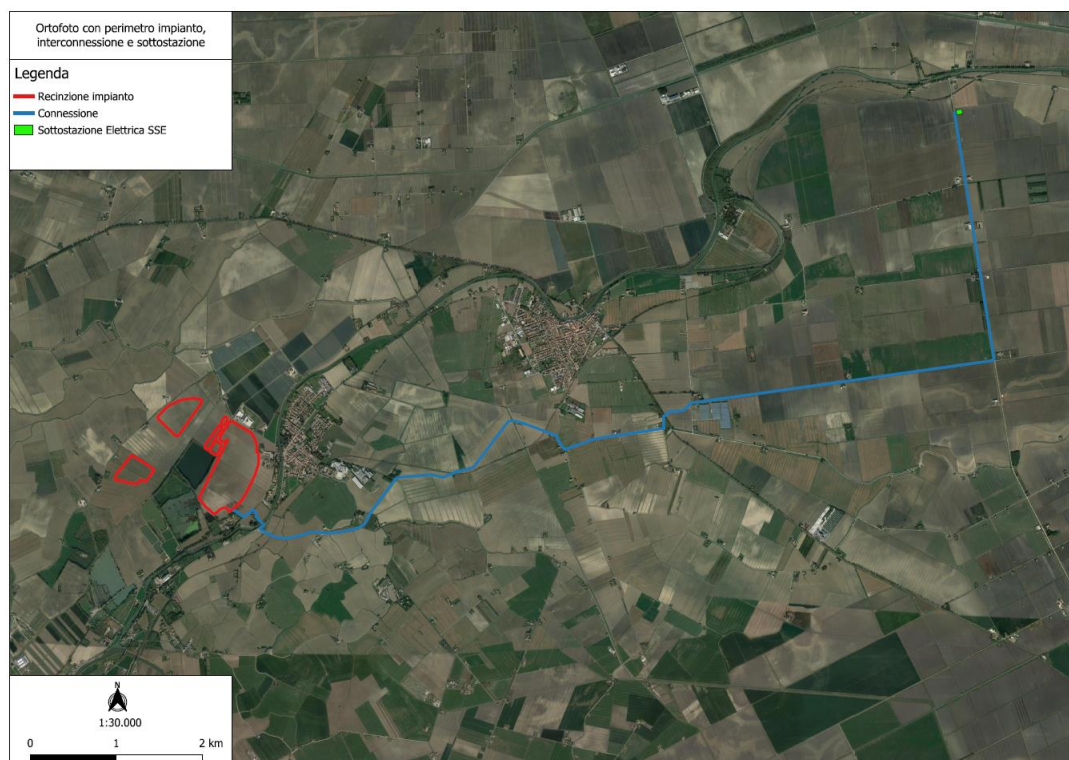 Ortofoto con perimetro impianto,
interconnessione e sottostazione
Legenda
Recinzione impianto
Connessione
Sottostazione Elettrica SSE
N
1:30.000
0 1 2 km